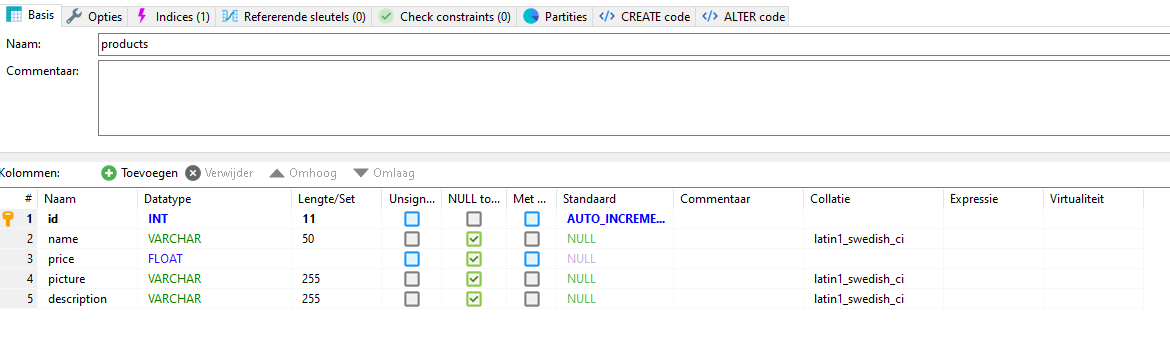 Basis Opties Indices (1) Refererende sleutels (0) Check constraints (0) Partities CREATE code ALTER code
Naam: products
Commentaar:
Kolommen: Toevoegen Verwijder Omhoog Omlaag
# Naam Datatype Lengte/Set Unsign... NULL to... Met ... Standaard Commentaar Collatie Expressie Virtualiteit
1 id INT 11 AUTO_INCREME...
2 name VARCHAR 50 NULL latin1_swedish_ci
3 price FLOAT NULL
4 picture VARCHAR 255 NULL latin1_swedish_ci
5 description VARCHAR 255 NULL latin1_swedish_ci